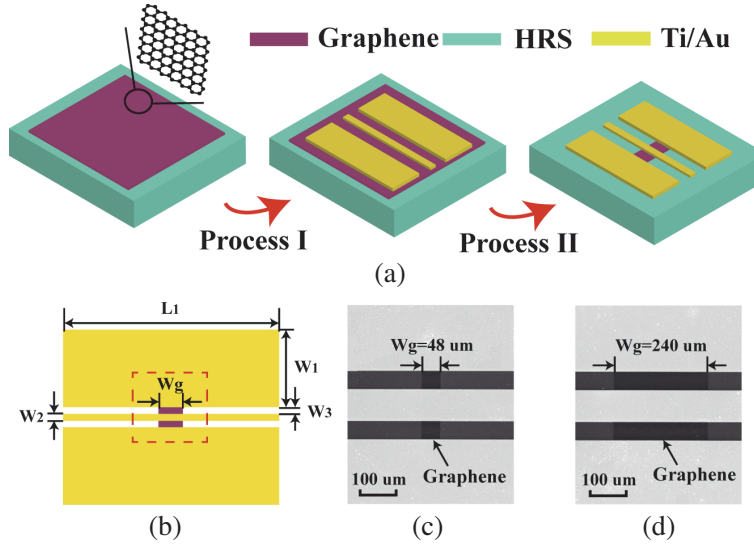 Graphene HRS Ti/Au
Process I
Process II
(a)
L1
W1
Wg
W2
W3
(b)
Wg=48 um
Graphene
100 um
(c)
Wg=240 um
Graphene
100 um
(d)